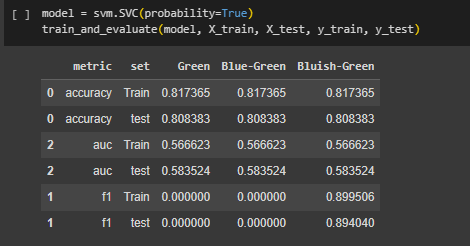 [ ] model = svm.SVC(probability=True)
train_and_evaluate(model, X_train, X_test, y_train, y_test)
metric set Green Blue-Green Bluish-Green
0 accuracy Train 0.817365 0.817365 0.817365
0 accuracy test 0.808383 0.808383 0.808383
2 auc Train 0.566623 0.566623 0.566623
2 auc test 0.583524 0.583524 0.583524
1 f1 Train 0.000000 0.000000 0.899506
1 f1 test 0.000000 0.000000 0.894040